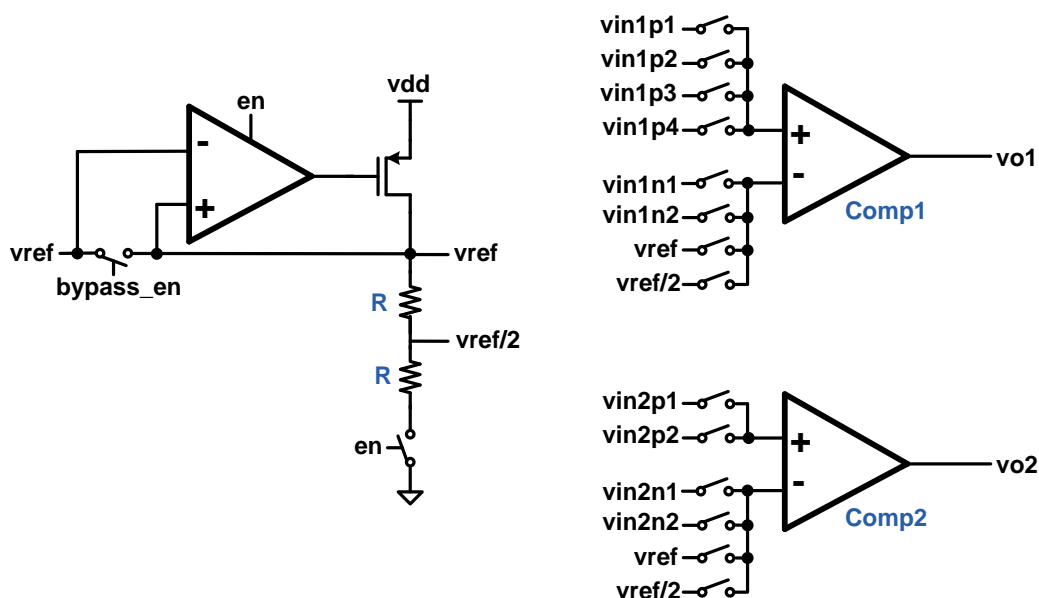 vdd
en
-
+
vref
bypass_en
vref
R
vref/2
R
en
vin1p1
vin1p2
vin1p3
vin1p4
+
-
vo1
vin1n1
vin1n2
Comp1
vref
vref/2
vin2p1
vin2p2
+
-
vo2
vin2n1
vin2n2
Comp2
vref
vref/2